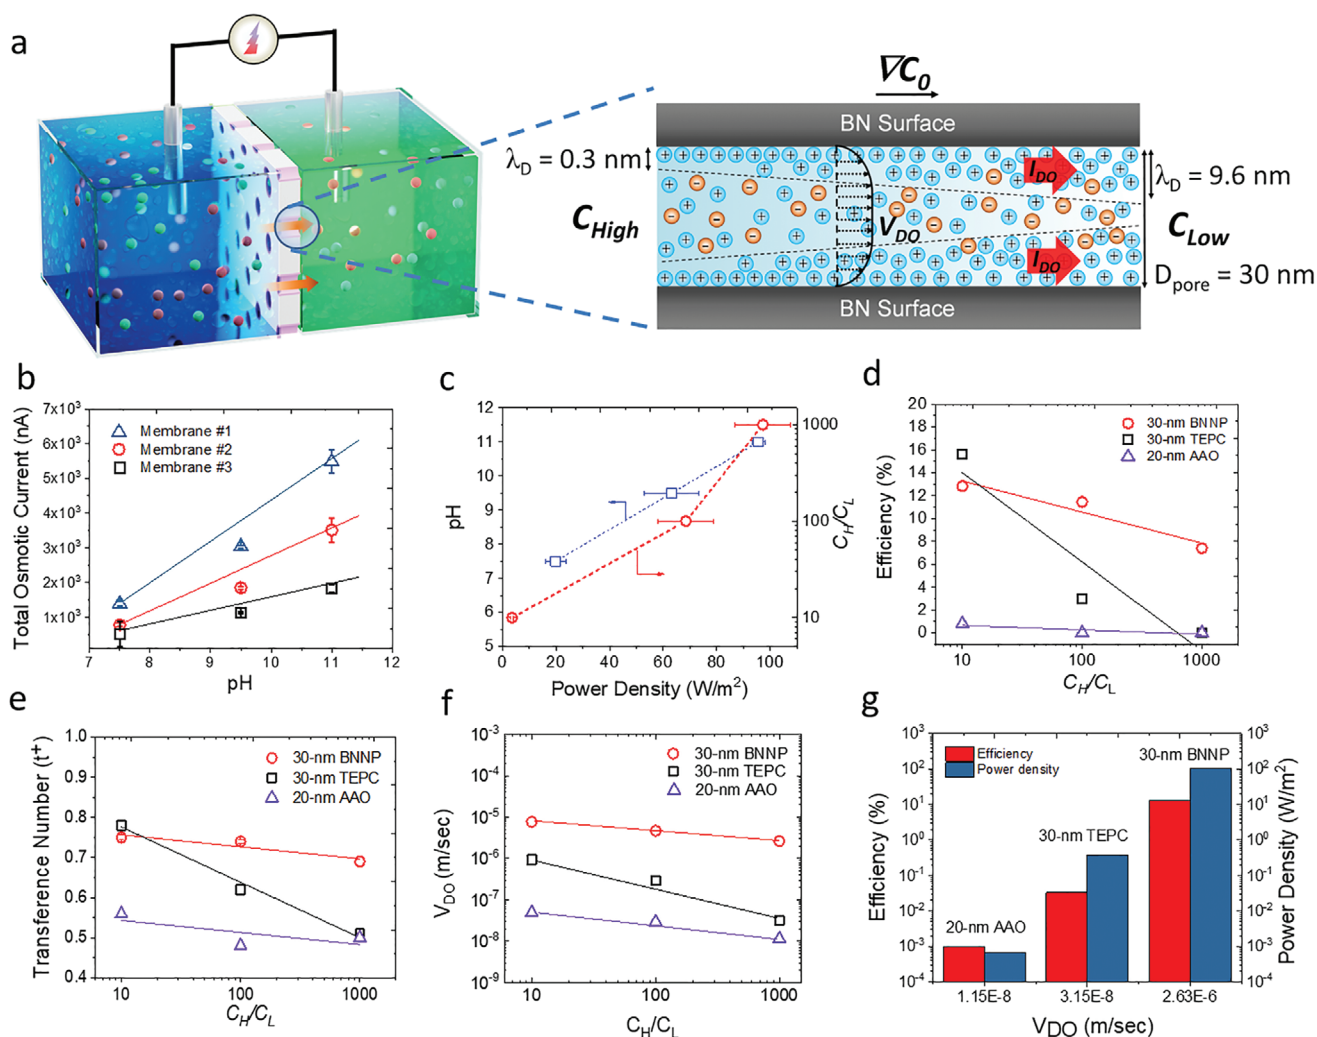 a
∇C₀
BN Surface
λD = 0.3 nm
IDO
λD = 9.6 nm
CHigh
VDO
CLow
IDO
Dpore = 30 nm
BN Surface
b
Total Osmotic Current (nA)
7x10³
6x10³
5x10³
4x10³
3x10³
2x10³
1x10³
Membrane #1
Membrane #2
Membrane #3
7 8 9 10 11 12
pH
c
pH
12
11
10
9
8
7
6
5
1000
100
10
CH/CL
0 20 40 60 80 100
Power Density (W/m²)
d
Efficiency (%)
20
18
16
14
12
10
8
6
4
2
0
30-nm BNNP
30-nm TEPC
20-nm AAO
10 100 1000
CH/CL
e
Transference Number (t⁺)
1.0
0.9
0.8
0.7
0.6
0.5
0.4
30-nm BNNP
30-nm TEPC
20-nm AAO
10 100 1000
CH/CL
f
VDO (m/sec)
10⁻³
10⁻⁴
10⁻⁵
10⁻⁶
10⁻⁷
10⁻⁸
10⁻⁹
30-nm BNNP
30-nm TEPC
20-nm AAO
10 100 1000
CH/CL
g
Efficiency (%)
10³
10²
10¹
10⁰
10⁻¹
10⁻²
10⁻³
10⁻⁴
Efficiency
Power density
30-nm BNNP
30-nm TEPC
20-nm AAO
10³
10²
10¹
10⁰
10⁻¹
10⁻²
10⁻³
10⁻⁴
Power Density (W/m²)
1.15E-8 3.15E-8 2.63E-6
VDO (m/sec)